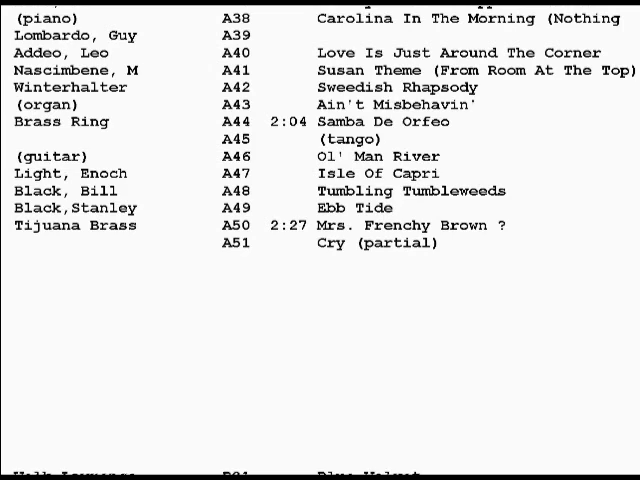 (piano) A38 Carolina In The Morning (Nothing
Lombardo, Guy A39
Addeo, Leo A40 Love Is Just Around The Corner
Nascimbene, M A41 Susan Theme (From Room At The Top)
Winterhalter A42 Sweedish Rhapsody
(organ) A43 Ain't Misbehavin'
Brass Ring A44 2:04 Samba De Orfeo
A45 (tango)
(guitar) A46 Ol' Man River
Light, Enoch A47 Isle Of Capri
Black, Bill A48 Tumbling Tumbleweeds
Black,Stanley A49 Ebb Tide
Tijuana Brass A50 2:27 Mrs. Frenchy Brown ?
A51 Cry (partial)